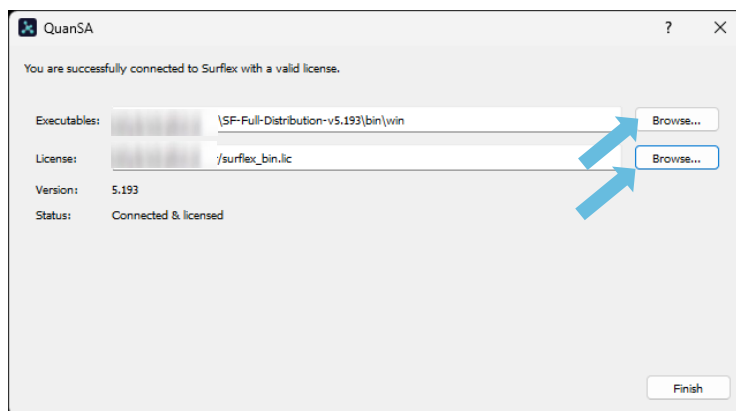 QuanSA ?
You are successfully connected to Surflex with a valid license.
Executables: \SF-Full-Distribution-v5.193\bin\win Browse...
License: /surflex_bin.lic Browse...
Version: 5.193
Status: Connected & licensed
Finish